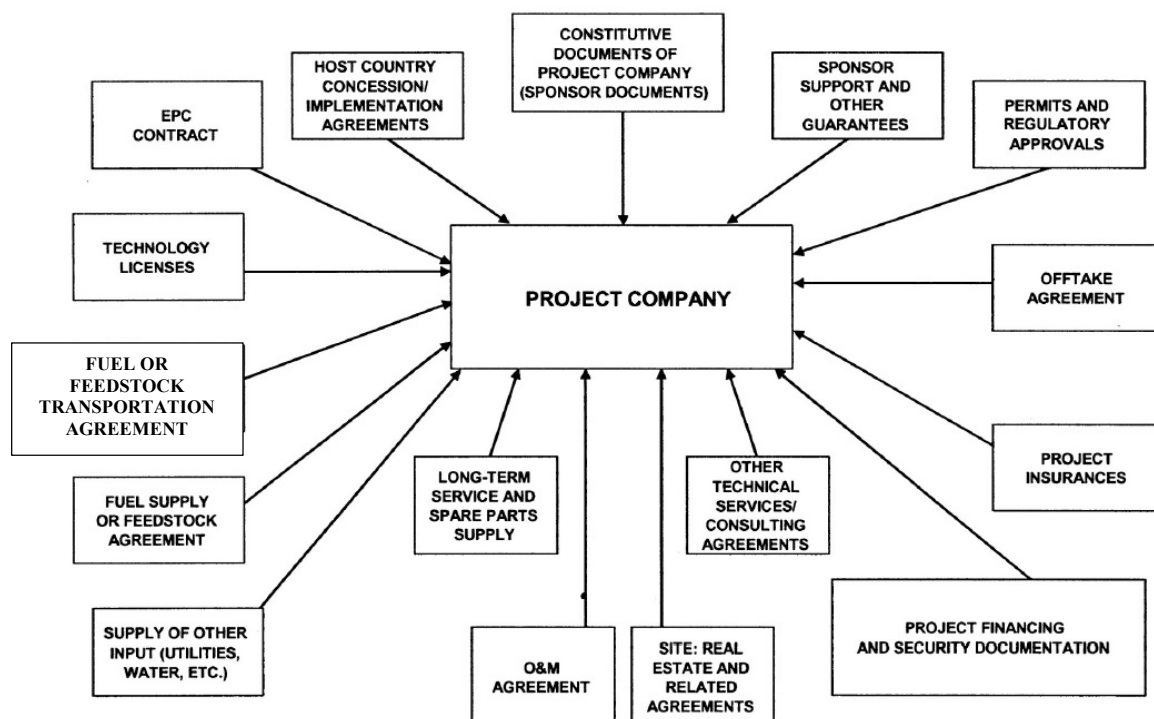 CONSTITUTIVE
DOCUMENTS OF
PROJECT COMPANY
(SPONSOR DOCUMENTS)
HOST COUNTRY
CONCESSION/
IMPLEMENTATION
AGREEMENTS
SPONSOR
SUPPORT AND
OTHER
GUARANTEES
EPC
CONTRACT
PERMITS AND
REGULATORY
APPROVALS
TECHNOLOGY
LICENSES
PROJECT COMPANY
OFFTAKE
AGREEMENT
FUEL OR
FEEDSTOCK
TRANSPORTATION
AGREEMENT
FUEL SUPPLY
OR FEEDSTOCK
AGREEMENT
LONG-TERM
SERVICE AND
SPARE PARTS
SUPPLY
OTHER
TECHNICAL
SERVICES/
CONSULTING
AGREEMENTS
PROJECT
INSURANCES
SUPPLY OF OTHER
INPUT (UTILITIES,
WATER, ETC.)
O&M
AGREEMENT
SITE: REAL
ESTATE AND
RELATED
AGREEMENTS
PROJECT FINANCING
AND SECURITY DOCUMENTATION